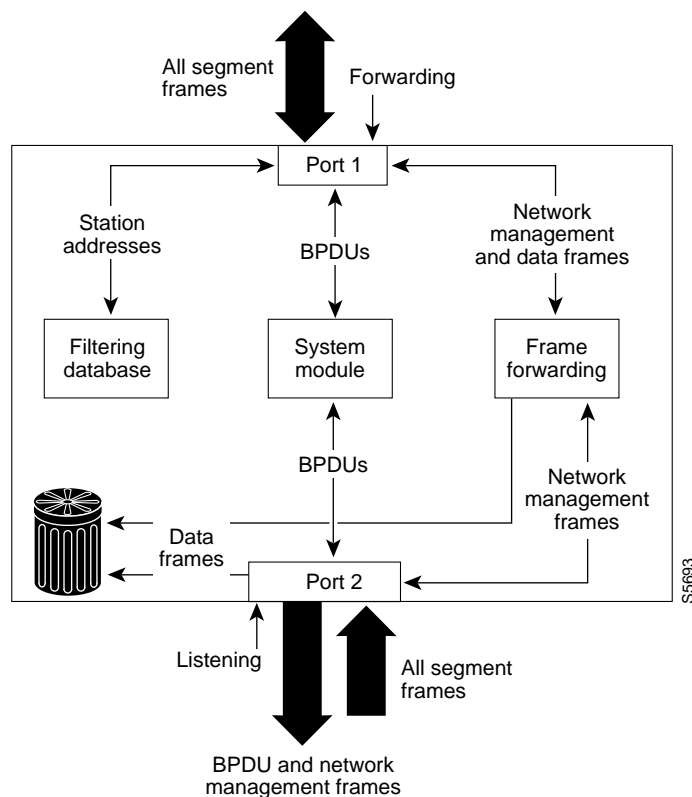 All segment
frames
Forwarding
Port 1
Station
addresses
BPDUs
Network
management
and data frames
Filtering
database
System
module
Frame
forwarding
BPDUs
Network
management
frames
Data
frames
Port 2
S5693
Listening
All segment
frames
BPDU and network
management frames